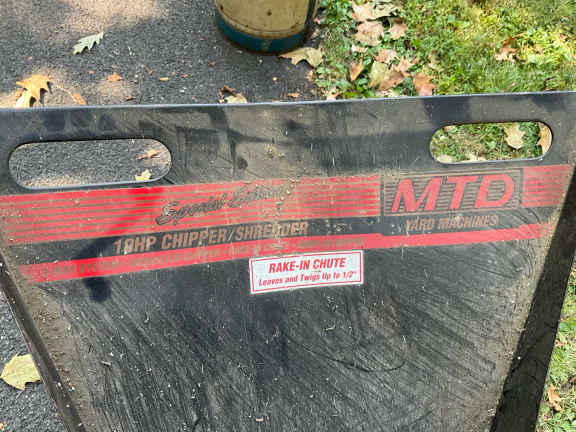 Special Edition
MTD
10HP CHIPPER/SHREDDER
YARD MACHINES
RAKE-IN CHUTE
Leaves and Twigs Up to 1/2"